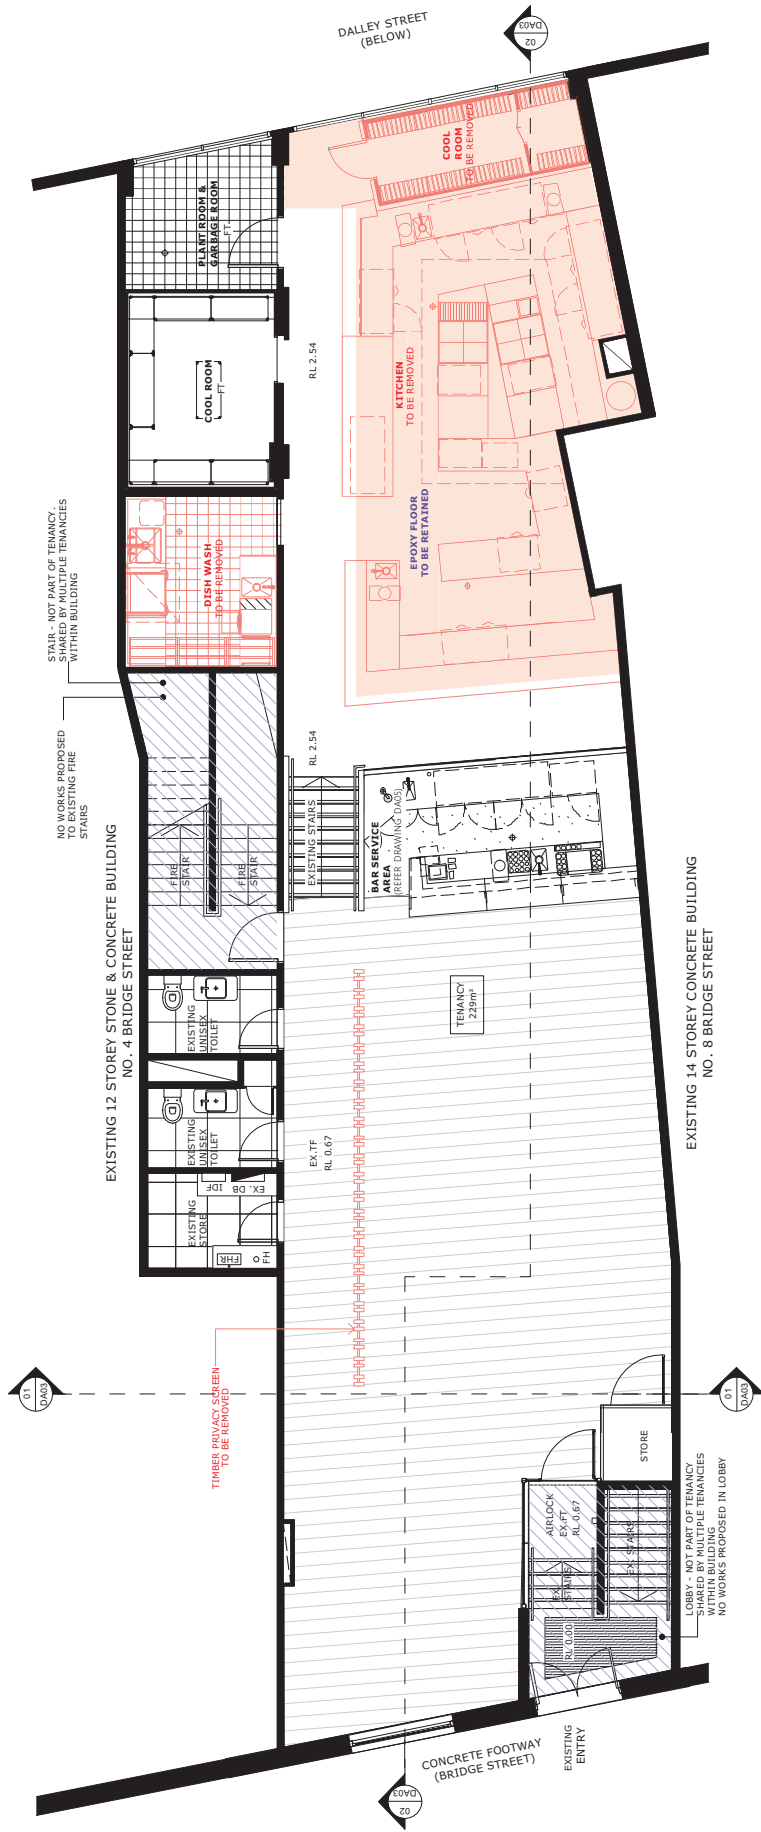 DALLEY STREET
(BELOW)
02
DA03
COOL
ROOM
TO BE REMOVED
PLANT ROOM &
GARBAGE ROOM
FT
COOL ROOM
FT
RL 2.54
KITCHEN
TO BE REMOVED
EPOXY FLOOR
TO BE RETAINED
DISH WASH
TO BE REMOVED
STAIR - NOT PART OF TENANCY.
SHARED BY MULTIPLE TENANCIES
WITHIN BUILDING
NO WORKS PROPOSED
TO EXISTING FIRE
STAIRS
RL 2.54
FIRE
STAIR
FIRE
STAIR
EXISTING STAIRS
BAR SERVICE
AREA
(REFER DRAWING DA05)
EXISTING 12 STOREY STONE & CONCRETE BUILDING
NO. 4 BRIDGE STREET
EXISTING 14 STOREY CONCRETE BUILDING
NO. 8 BRIDGE STREET
TENANCY
229m²
EXISTING
UNISEX
TOILET
EXISTING
UNISEX
TOILET
EX.TF
RL 0.67
EXISTING
STORE
IDF
EX. DB
FHR
FH
TIMBER PRIVACY SCREEN
TO BE REMOVED
01
DA03
01
DA03
STORE
AIRLOCK
EX.FT
RL 0.67
EX.
STAIRS
EX. STAIRS
RL 0.00
LOBBY - NOT PART OF TENANCY
SHARED BY MULTIPLE TENANCIES
WITHIN BUILDING
NO WORKS PROPOSED IN LOBBY
CONCRETE FOOTWAY
(BRIDGE STREET)
EXISTING
ENTRY
02
DA03